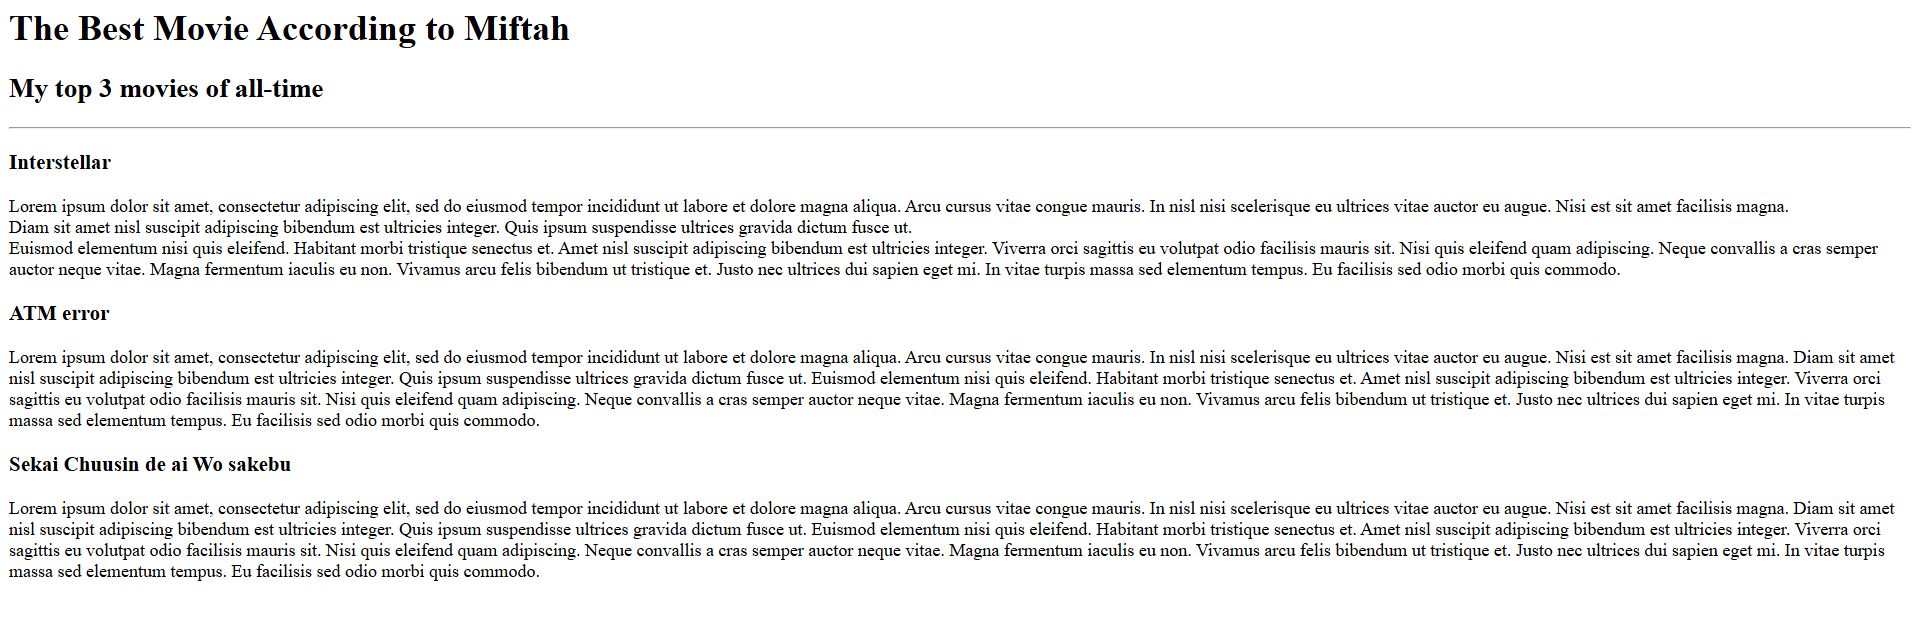 The Best Movie According to Miftah
My top 3 movies of all-time
Interstellar
Lorem ipsum dolor sit amet, consectetur adipiscing elit, sed do eiusmod tempor incididunt ut labore et dolore magna aliqua. Arcu cursus vitae congue mauris. In nisl nisi scelerisque eu ultrices vitae auctor eu augue. Nisi est sit amet facilisis magna.
Diam sit amet nisl suscipit adipiscing bibendum est ultricies integer. Quis ipsum suspendisse ultrices gravida dictum fusce ut.
Euismod elementum nisi quis eleifend. Habitant morbi tristique senectus et. Amet nisl suscipit adipiscing bibendum est ultricies integer. Viverra orci sagittis eu volutpat odio facilisis mauris sit. Nisi quis eleifend quam adipiscing. Neque convallis a cras semper
auctor neque vitae. Magna fermentum iaculis eu non. Vivamus arcu felis bibendum ut tristique et. Justo nec ultrices dui sapien eget mi. In vitae turpis massa sed elementum tempus. Eu facilisis sed odio morbi quis commodo.
ATM error
Lorem ipsum dolor sit amet, consectetur adipiscing elit, sed do eiusmod tempor incididunt ut labore et dolore magna aliqua. Arcu cursus vitae congue mauris. In nisl nisi scelerisque eu ultrices vitae auctor eu augue. Nisi est sit amet facilisis magna. Diam sit amet
nisl suscipit adipiscing bibendum est ultricies integer. Quis ipsum suspendisse ultrices gravida dictum fusce ut. Euismod elementum nisi quis eleifend. Habitant morbi tristique senectus et. Amet nisl suscipit adipiscing bibendum est ultricies integer. Viverra orci
sagittis eu volutpat odio facilisis mauris sit. Nisi quis eleifend quam adipiscing. Neque convallis a cras semper auctor neque vitae. Magna fermentum iaculis eu non. Vivamus arcu felis bibendum ut tristique et. Justo nec ultrices dui sapien eget mi. In vitae turpis
massa sed elementum tempus. Eu facilisis sed odio morbi quis commodo.
Sekai Chuusin de ai Wo sakebu
Lorem ipsum dolor sit amet, consectetur adipiscing elit, sed do eiusmod tempor incididunt ut labore et dolore magna aliqua. Arcu cursus vitae congue mauris. In nisl nisi scelerisque eu ultrices vitae auctor eu augue. Nisi est sit amet facilisis magna. Diam sit amet
nisl suscipit adipiscing bibendum est ultricies integer. Quis ipsum suspendisse ultrices gravida dictum fusce ut. Euismod elementum nisi quis eleifend. Habitant morbi tristique senectus et. Amet nisl suscipit adipiscing bibendum est ultricies integer. Viverra orci
sagittis eu volutpat odio facilisis mauris sit. Nisi quis eleifend quam adipiscing. Neque convallis a cras semper auctor neque vitae. Magna fermentum iaculis eu non. Vivamus arcu felis bibendum ut tristique et. Justo nec ultrices dui sapien eget mi. In vitae turpis
massa sed elementum tempus. Eu facilisis sed odio morbi quis commodo.